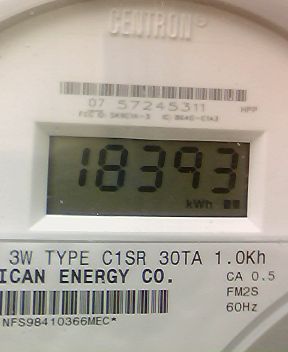 CENTRON®
07 57245311
HPP
18393
kWh
3W TYPE C1SR 30TA 1.0Kh
ICAN ENERGY CO.
CA 0.5
FM2S
60Hz
NFS98410366MEC*